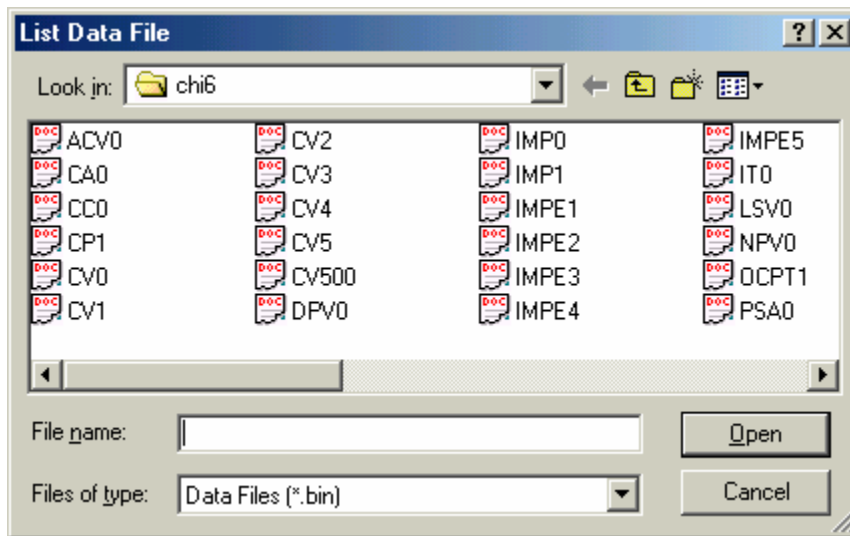 List Data File
Look in: chi6
ACV0 CV2 IMP0 IMPE5
CA0 CV3 IMP1 IT0
CC0 CV4 IMPE1 LSV0
CP1 CV5 IMPE2 NPV0
CV0 CV500 IMPE3 OCPT1
CV1 DPV0 IMPE4 PSA0
File name: Open
Files of type: Data Files (*.bin) Cancel